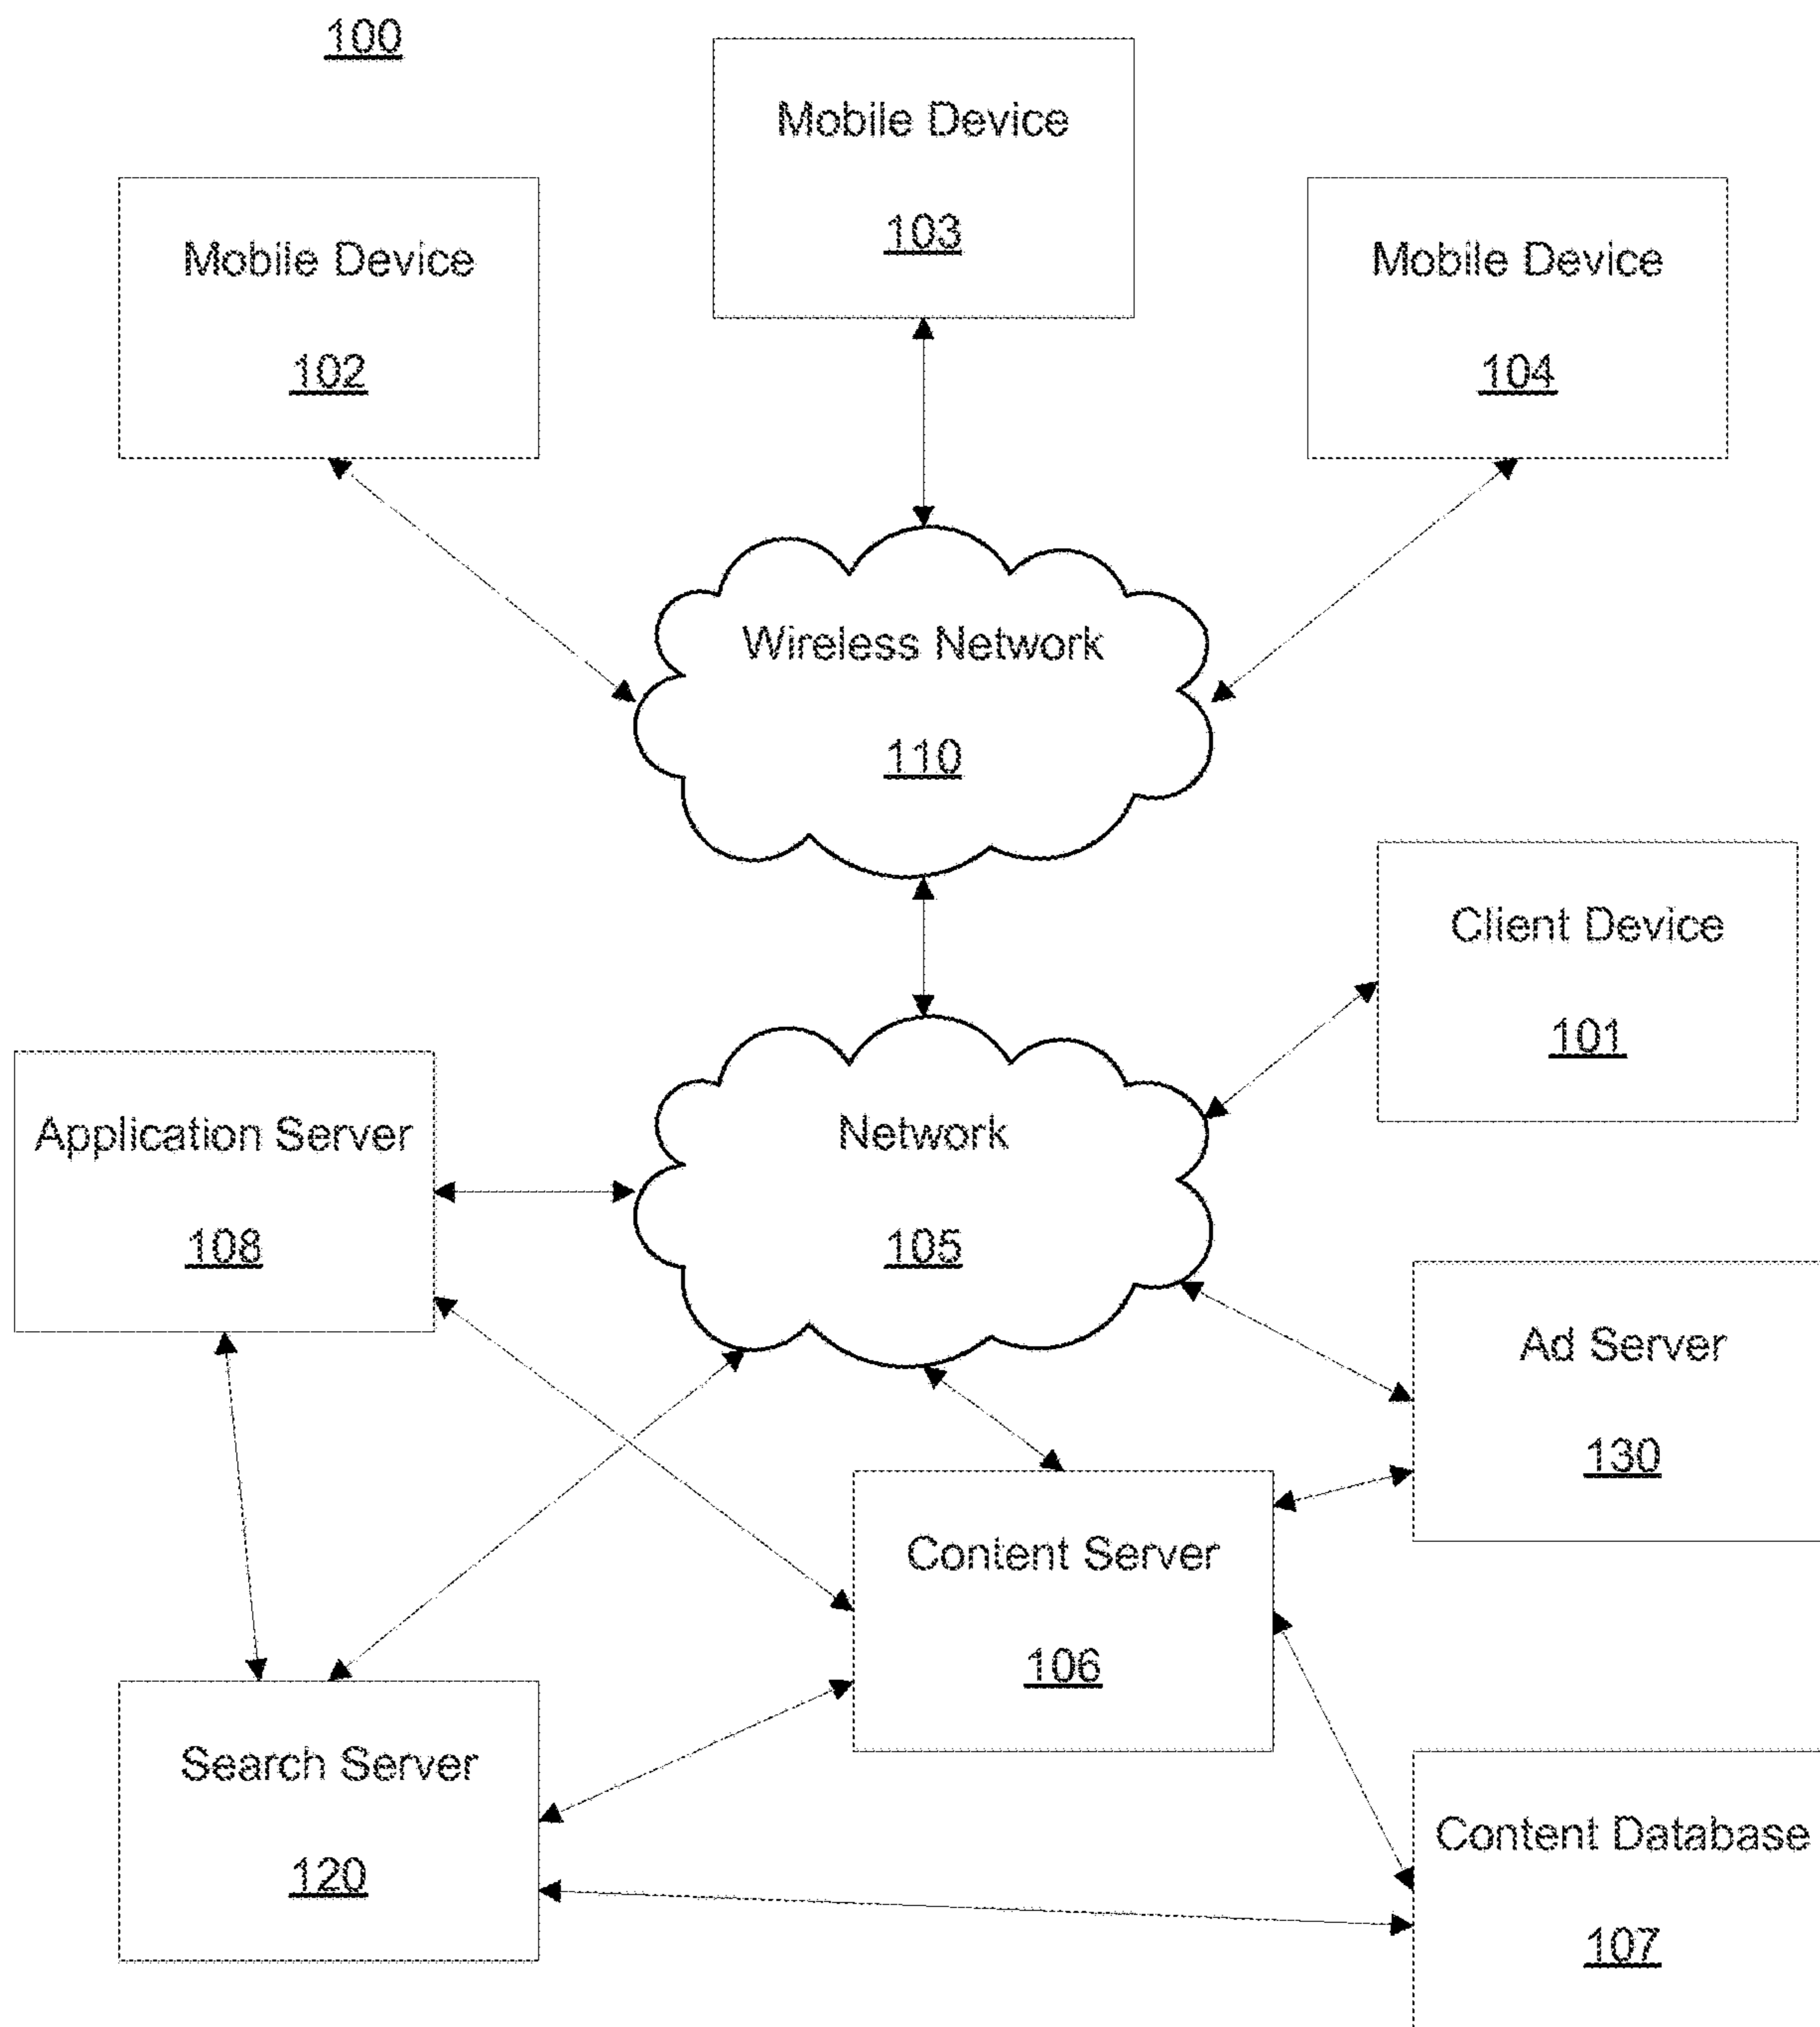 100
Mobile Device
103
Mobile Device
102
Mobile Device
104
Wireless Network
110
Client Device
101
Application Server
108
Network
105
Ad Server
130
Content Server
106
Search Server
120
Content Database
107